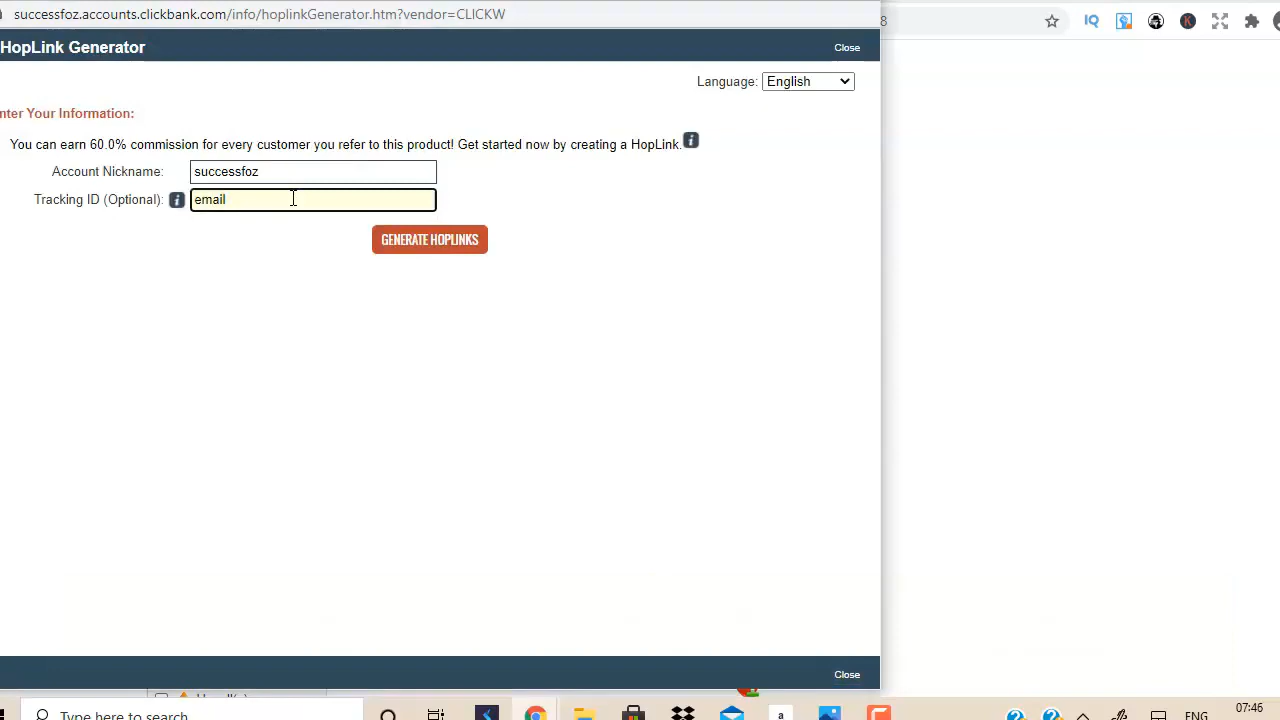 successfoz.accounts.clickbank.com/info/hoplinkGenerator.htm?vendor=CLICKW
8
IQ
K
HopLink Generator
Close
Language: English
nter Your Information:
You can earn 60.0% commission for every customer you refer to this product! Get started now by creating a HopLink.
Account Nickname: successfoz
Tracking ID (Optional): email
GENERATE HOPLINKS
Close
Type here to search
a
ENG
07:46